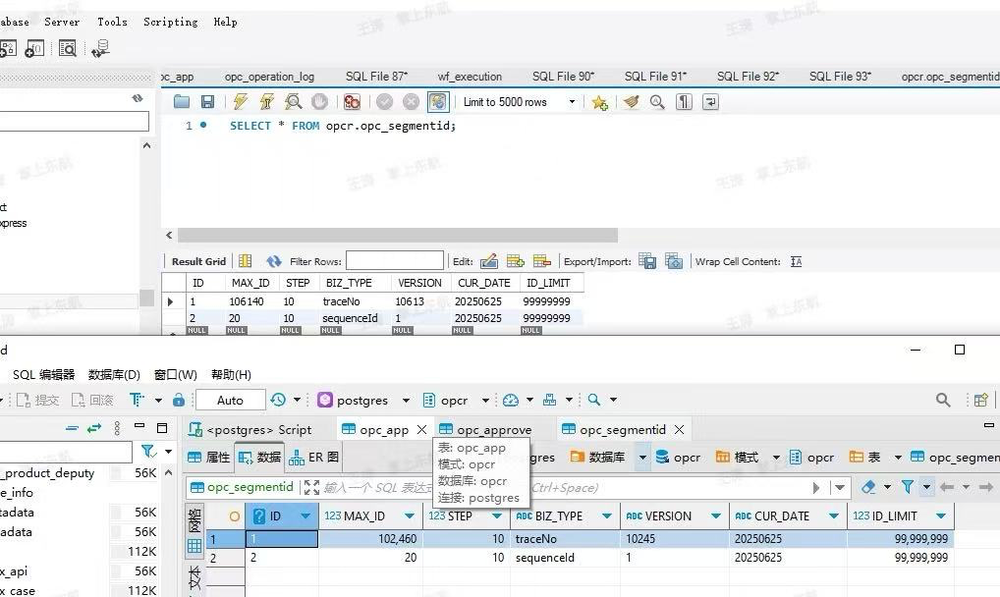 abase Server Tools Scripting Help
oc_app opc_operation_log SQL File 87* wf_execution SQL File 90* SQL File 91* SQL File 92* SQL File 93* opcr.opc_segmentid
Limit to 5000 rows
1 SELECT * FROM opcr.opc_segmentid;
ct
xpress
Result Grid Filter Rows: Edit: Export/Import: Wrap Cell Content:
ID MAX_ID STEP BIZ_TYPE VERSION CUR_DATE ID_LIMIT
1 106140 10 traceNo 10613 20250625 99999999
2 20 10 sequenceId 1 20250625 99999999
NULL NULL NULL NULL NULL NULL NULL
d
SQL 编辑器 数据库(D) 窗口(W) 帮助(H)
提交 回滚 Auto postgres opcr
<postgres> Script opc_app opc_approve opc_segmentid
属性 数据 ER 图 ogres 数据库 opcr 模式 opcr 表 opc_segmen
表: opc_app
模式: opcr
数据库: opcr
连接: postgres
opc_segmentid 输入一个 SQL 表达式 Ctrl+Space)
_product_deputy 56K
e_info
tadata 56K
adata 56K
112K
x_api 56K
x_case 112K
网格
文本
ID 123 MAX_ID 123 STEP ABC BIZ_TYPE ABC VERSION ABC CUR_DATE 123 ID_LIMIT
1 1 102,460 10 traceNo 10245 20250625 99,999,999
2 2 20 10 sequenceId 1 20250625 99,999,999
王涛 掌上东航